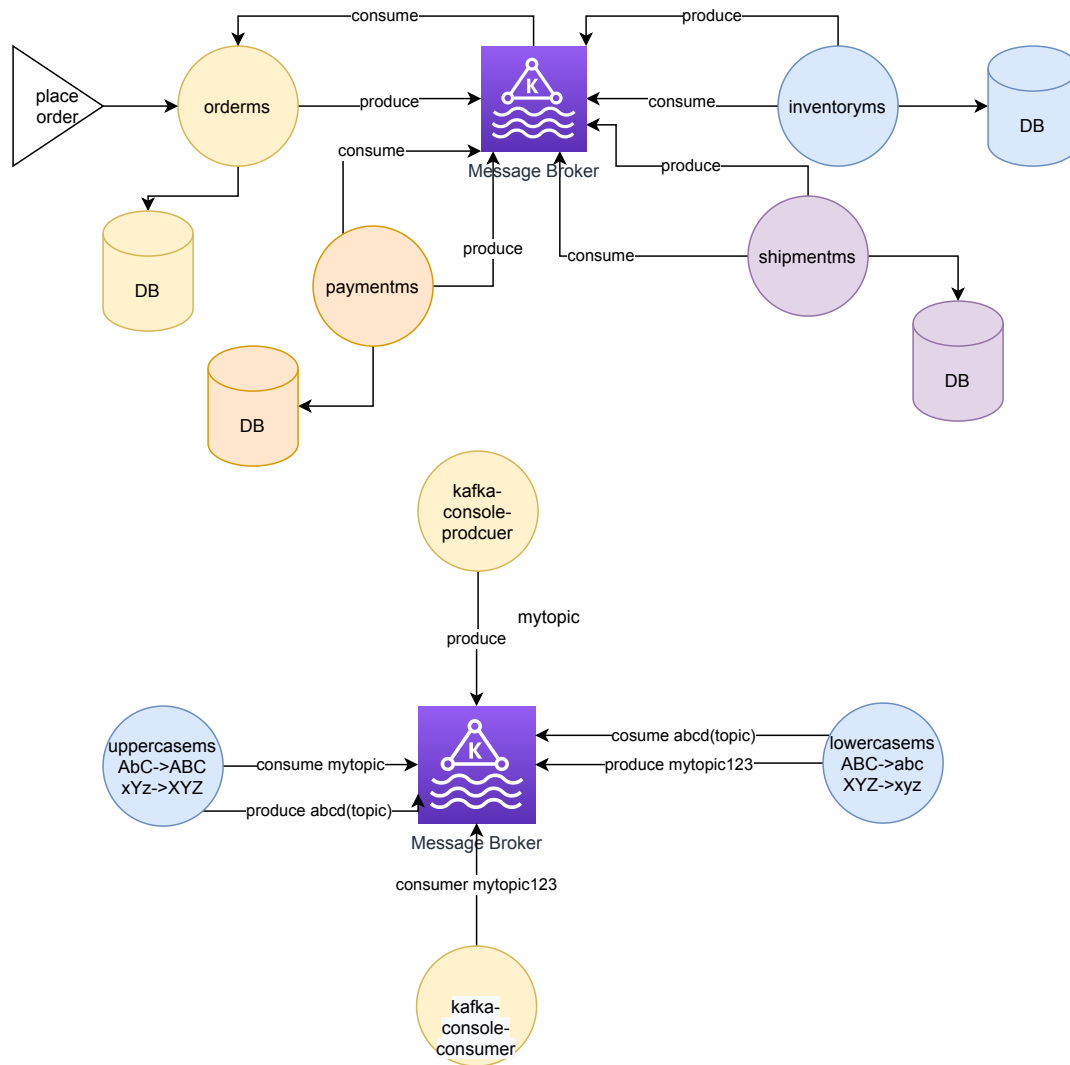 consume
produce
place
order
orderms
produce
K
consume
inventoryms
DB
consume
Message Broker
produce
produce
consume
shipmentms
paymentms
DB
DB
DB
kafka-
console-
prodcuer
mytopic
produce
uppercasems
AbC->ABC
xYz->XYZ
consume mytopic
produce abcd(topic)
K
Message Broker
cosume abcd(topic)
produce mytopic123
lowercasems
ABC->abc
XYZ->xyz
consumer mytopic123
kafka-
console-
consumer